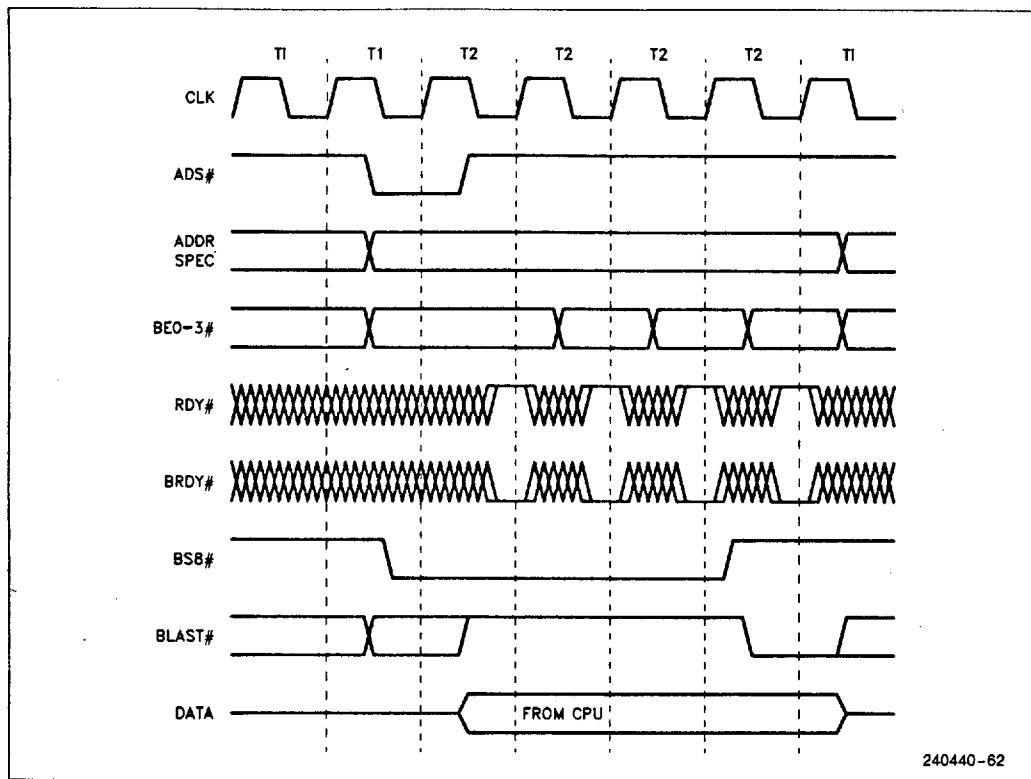 Ti T1 T2 T2 T2 T2 Ti
CLK
ADS#
ADDR
SPEC
BE0-3#
RDY#
BRDY#
BS8#
BLAST#
DATA
FROM CPU
240440-62